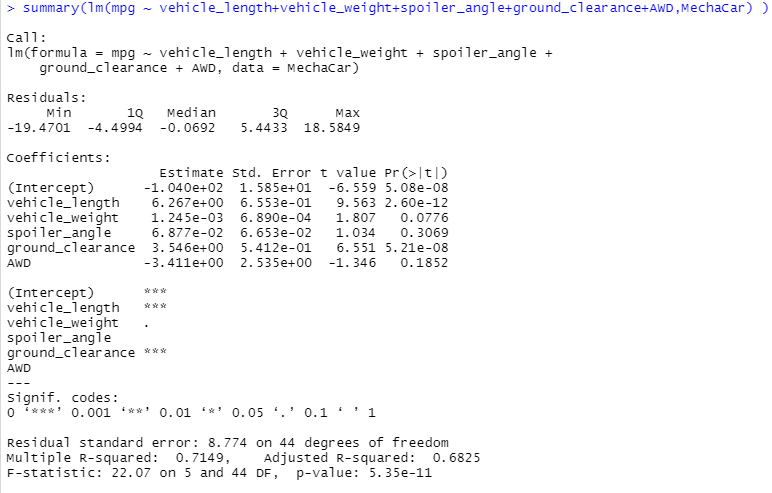 > summary(lm(mpg ~ vehicle_length+vehicle_weight+spoiler_angle+ground_clearance+AWD,MechaCar) )
Call:
lm(formula = mpg ~ vehicle_length + vehicle_weight + spoiler_angle +
    ground_clearance + AWD, data = MechaCar)
Residuals:
     Min       1Q   Median       3Q      Max
-19.4701  -4.4994  -0.0692   5.4433  18.5849
Coefficients:
                   Estimate Std. Error t value Pr(>|t|)
(Intercept)      -1.040e+02  1.585e+01  -6.559 5.08e-08
vehicle_length    6.267e+00  6.553e-01   9.563 2.60e-12
vehicle_weight    1.245e-03  6.890e-04   1.807   0.0776
spoiler_angle     6.877e-02  6.653e-02   1.034   0.3069
ground_clearance  3.546e+00  5.412e-01   6.551 5.21e-08
AWD              -3.411e+00  2.535e+00  -1.346   0.1852
(Intercept)      ***
vehicle_length   ***
vehicle_weight   .
spoiler_angle
ground_clearance ***
AWD
---
Signif. codes:
0 ‘***’ 0.001 ‘**’ 0.01 ‘*’ 0.05 ‘.’ 0.1 ‘ ’ 1
Residual standard error: 8.774 on 44 degrees of freedom
Multiple R-squared:  0.7149,	Adjusted R-squared:  0.6825
F-statistic: 22.07 on 5 and 44 DF,  p-value: 5.35e-11